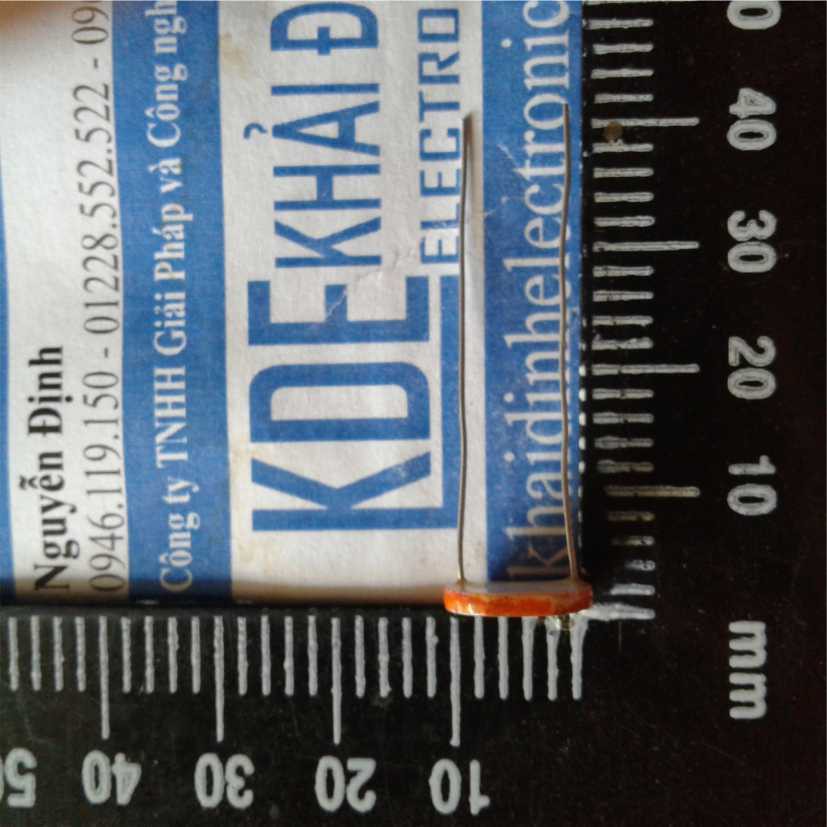 Nguyễn Định
0946.119.150 - 01228.552.522 - 09
Công ty TNHH Giải Pháp và Công ngh
KDE KHẢI Đ
ELECTRO
khaidinhelectronic
40
30
20
10
mm
40
30
20
10